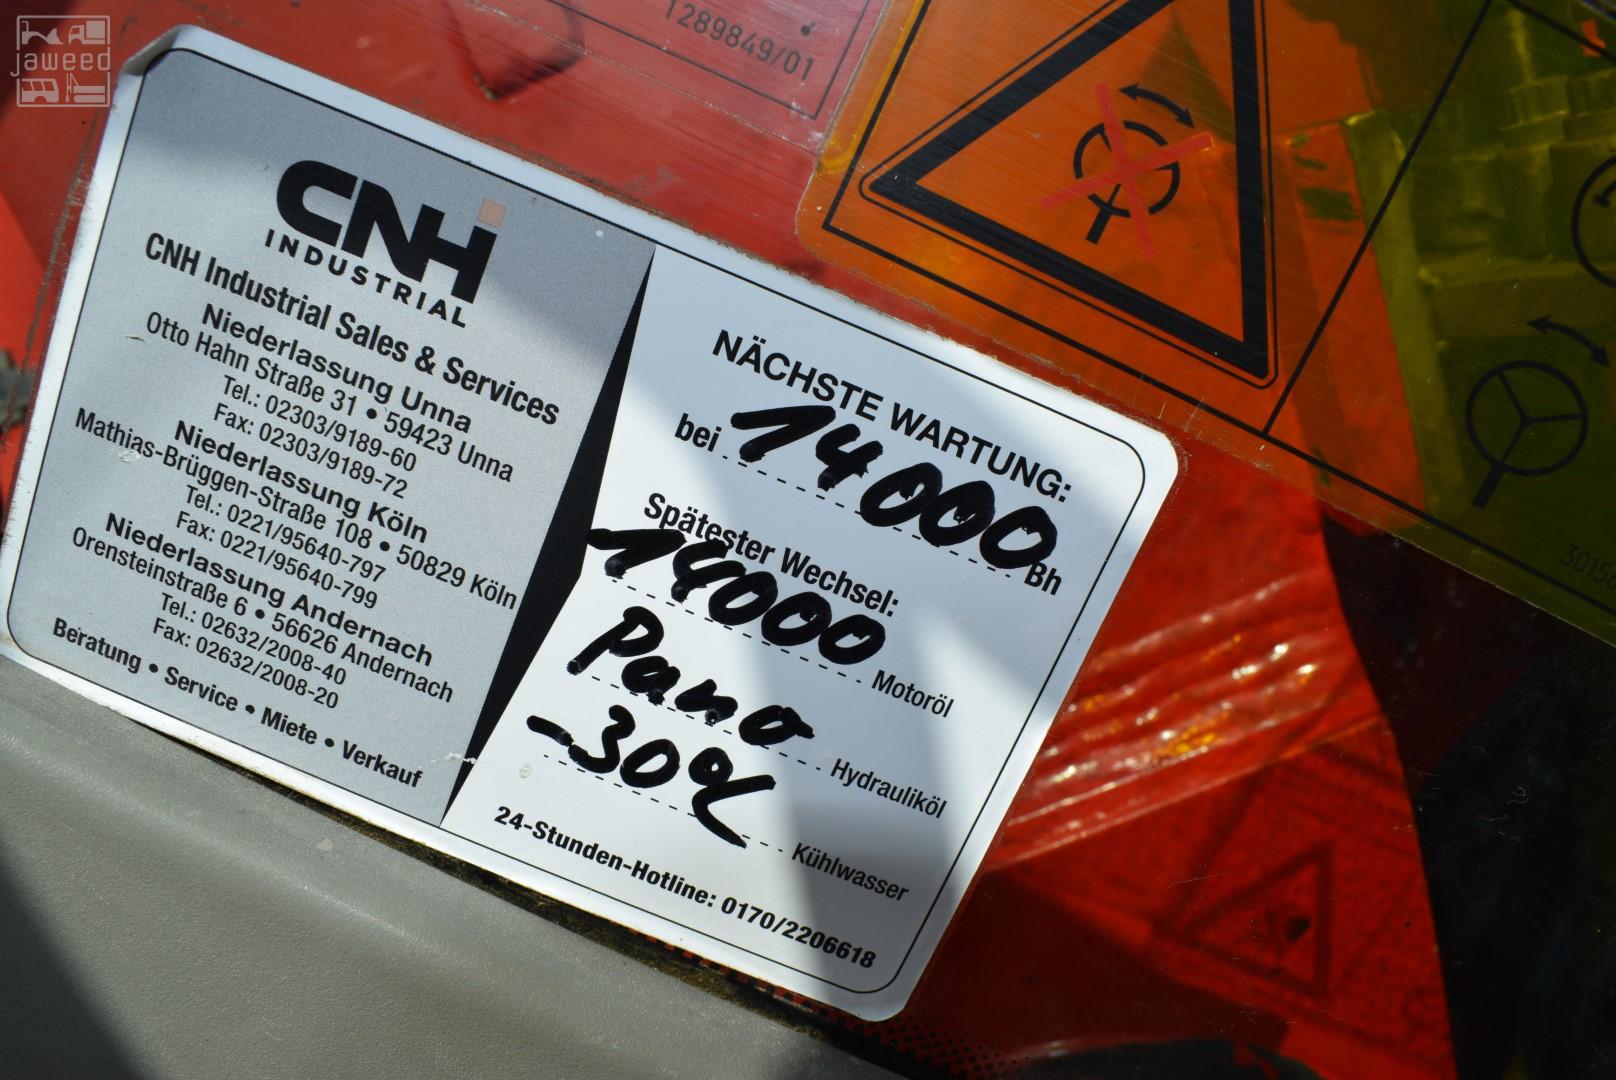 jaweed
1289849/01
CNH
INDUSTRIAL
CNH Industrial Sales & Services
Niederlassung Unna
Otto Hahn Straße 31 • 59423 Unna
Tel.: 02303/9189-60
Fax: 02303/9189-72
Niederlassung Köln
Mathias-Brüggen-Straße 108 • 50829 Köln
Tel.: 0221/95640-797
Fax: 0221/95640-799
Niederlassung Andernach
Orensteinstraße 6 • 56626 Andernach
Tel.: 02632/2008-40
Fax: 02632/2008-20
Beratung • Service • Miete • Verkauf
NÄCHSTE WARTUNG:
bei 14000 Bh
Spätester Wechsel:
14000 Motoröl
Pano Hydrauliköl
-30°C Kühlwasser
24-Stunden-Hotline: 0170/2206618